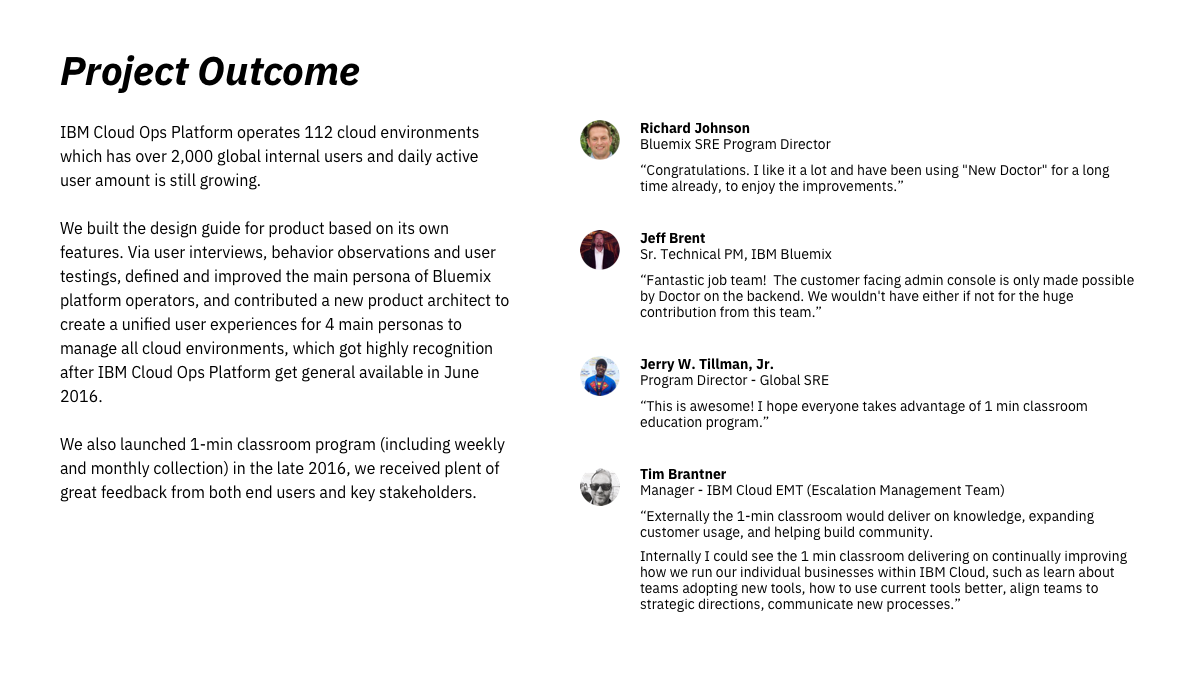 Project Outcome
IBM Cloud Ops Platform operates 112 cloud environments
which has over 2,000 global internal users and daily active
user amount is still growing.
We built the design guide for product based on its own
features. Via user interviews, behavior observations and user
testings, defined and improved the main persona of Bluemix
platform operators, and contributed a new product architect to
create a unified user experiences for 4 main personas to
manage all cloud environments, which got highly recognition
after IBM Cloud Ops Platform get general available in June
2016.
We also launched 1-min classroom program (including weekly
and monthly collection) in the late 2016, we received plent of
great feedback from both end users and key stakeholders.
Richard Johnson
Bluemix SRE Program Director
“Congratulations. I like it a lot and have been using "New Doctor" for a long
time already, to enjoy the improvements.”
Jeff Brent
Sr. Technical PM, IBM Bluemix
“Fantastic job team!  The customer facing admin console is only made possible
by Doctor on the backend. We wouldn't have either if not for the huge
contribution from this team.”
Jerry W. Tillman, Jr.
Program Director - Global SRE
“This is awesome! I hope everyone takes advantage of 1 min classroom
education program.”
Tim Brantner
Manager - IBM Cloud EMT (Escalation Management Team)
“Externally the 1-min classroom would deliver on knowledge, expanding
customer usage, and helping build community.
Internally I could see the 1 min classroom delivering on continually improving
how we run our individual businesses within IBM Cloud, such as learn about
teams adopting new tools, how to use current tools better, align teams to
strategic directions, communicate new processes.”